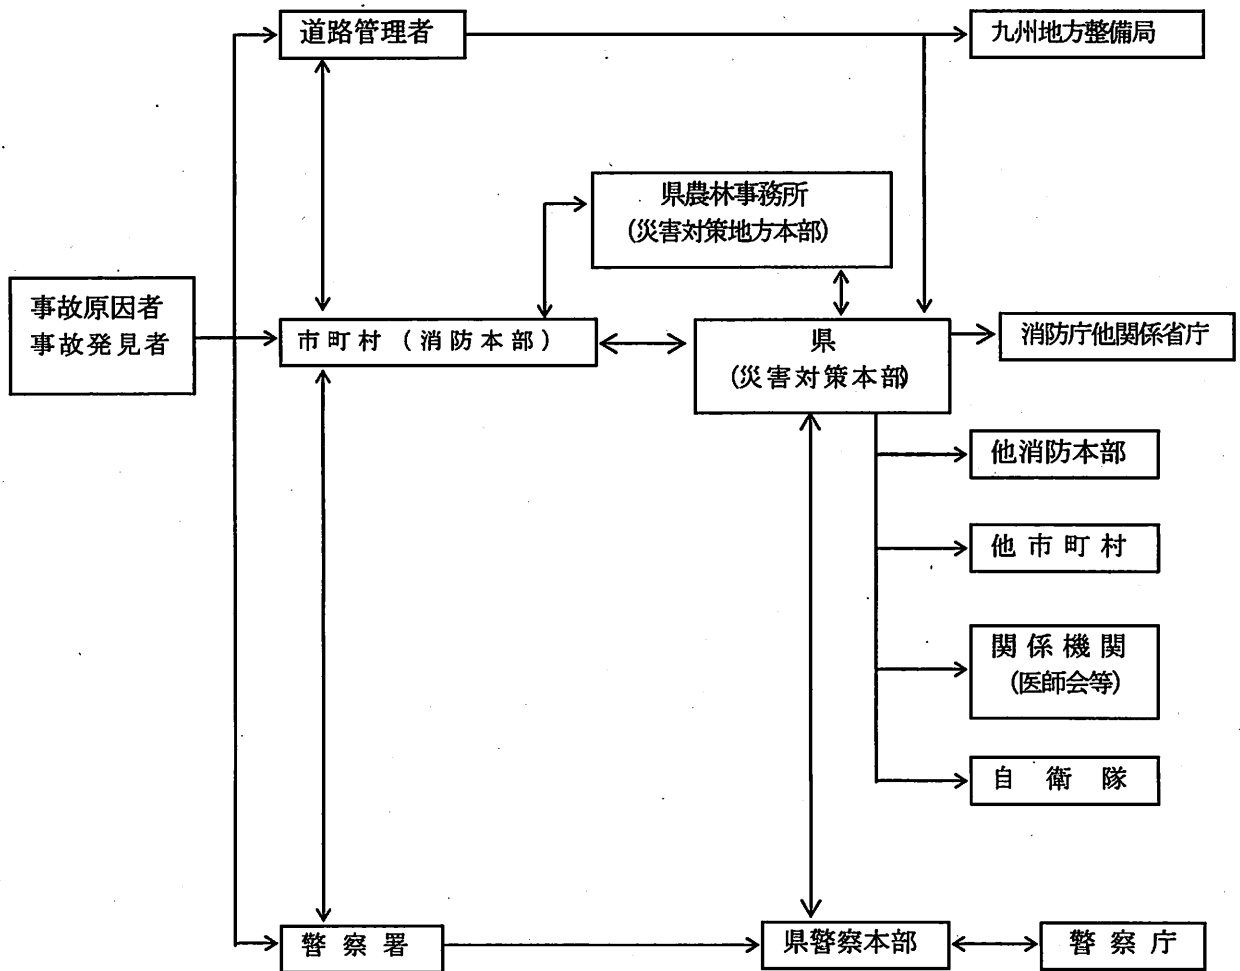 道路管理者
九州地方整備局
県農林事務所
(災害対策地方本部)
事故原因者
事故発見者
市町村(消防本部)
県
(災害対策本部)
消防庁他関係省庁
他消防本部
他市町村
関係機関
(医師会等)
自衛隊
警察署
県警察本部
警察庁